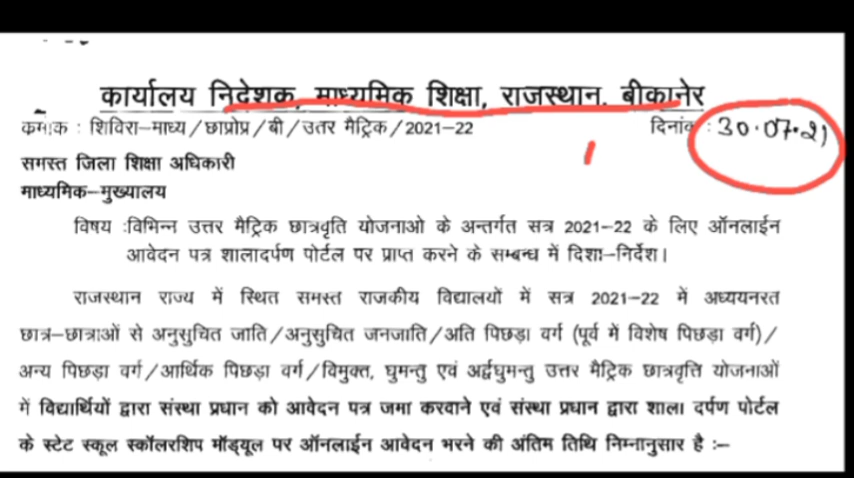 कार्यालय निदेशक, माध्यमिक शिक्षा, राजस्थान, बीकानेर
कमांक : शिविरा–माध्य/छाप्रोप्र/बी/उतर मैट्रिक/2021–22 दिनांक : 30.07.21
समस्त जिला शिक्षा अधिकारी
माध्यमिक–मुख्यालय
विषय :विभिन्न उत्तर मैट्रिक छात्रवृति योजनाओ के अन्तर्गत सत्र 2021–22 के लिए ऑनलाईन
आवेदन पत्र शालादर्पण पोर्टल पर प्राप्त करने के सम्बन्ध में दिशा–निर्देश।
राजस्थान राज्य में स्थित समस्त राजकीय विद्यालयों में सत्र 2021–22 में अध्ययनरत
छात्र–छात्राओं से अनुसुचित जाति/अनुसुचित जनजाति/अति पिछड़ा वर्ग (पूर्व में विशेष पिछड़ा वर्ग)/
अन्य पिछड़ा वर्ग/आर्थिक पिछड़ा वर्ग/विमुक्त, घुमन्तु एवं अर्द्वघुमन्तु उत्तर मैट्रिक छात्रवृति योजनाओं
में विद्यार्थियों द्वारा संस्था प्रधान को आवेदन पत्र जमा करवाने एवं संस्था प्रधान द्वारा शाला दर्पण पोर्टल
के स्टेट स्कूल स्कॉलरशिप मॉड्यूल पर ऑनलाईन आवेदन भरने की अंतिम तिथि निम्नानुसार है :–